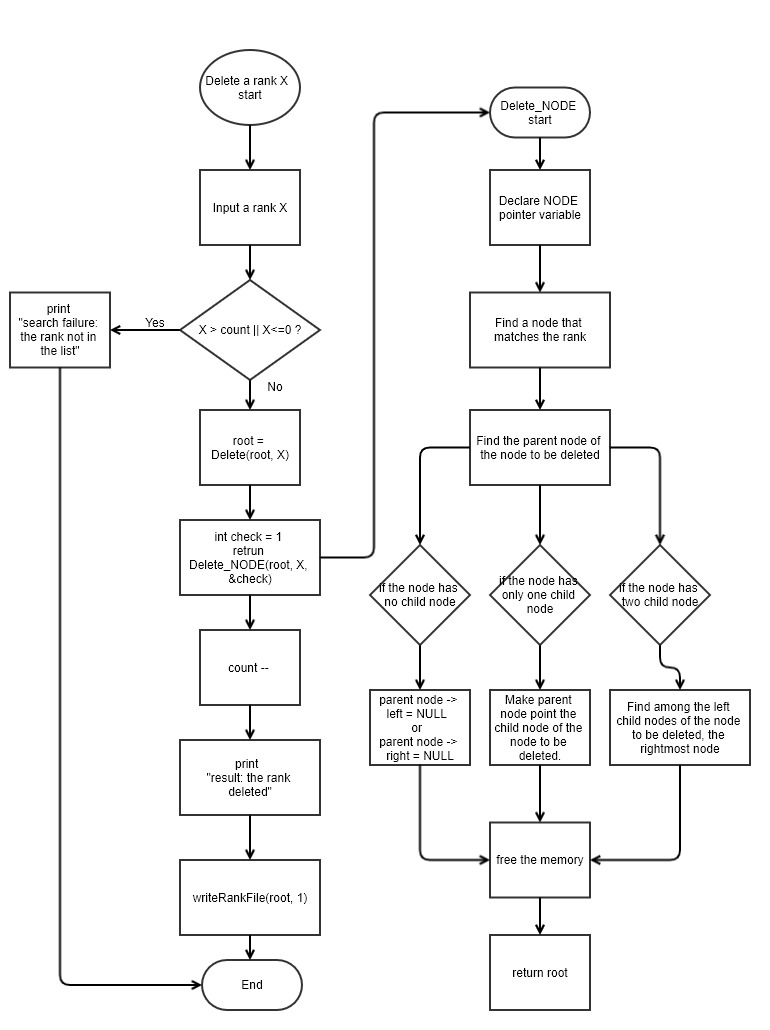 Delete a rank X
start
Input a rank X
X > count || X<=0 ?
Yes
No
print
"search failure:
the rank not in
the list"
root =
Delete(root, X)
int check = 1
retrun
Delete_NODE(root, X,
&check)
count --
print
"result: the rank
deleted"
writeRankFile(root, 1)
End
Delete_NODE
start
Declare NODE
pointer variable
Find a node that
matches the rank
Find the parent node of
the node to be deleted
if the node has
no child node
if the node has
only one child
node
if the node has
two child node
parent node ->
left = NULL
or
parent node ->
right = NULL
Make parent
node point the
child node of the
node to be
deleted.
Find among the left
child nodes of the node
to be deleted, the
rightmost node
free the memory
return root